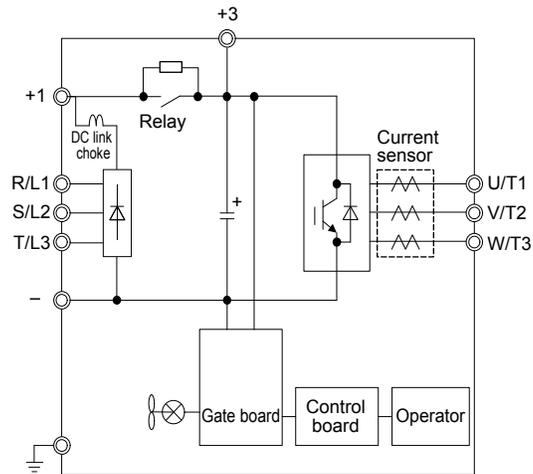 +3
+1
Relay
DC link
choke
Current
sensor
R/L1
S/L2
T/L3
U/T1
V/T2
W/T3
+
−
Gate board
Control
board
Operator